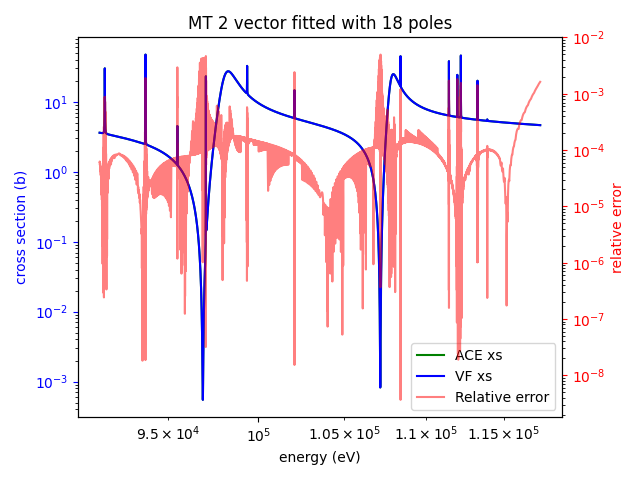 MT 2 vector fitted with 18 poles
cross section (b)
10¹
10⁰
10⁻¹
10⁻²
10⁻³
10⁻²
10⁻³
10⁻⁴
10⁻⁵
10⁻⁶
10⁻⁷
10⁻⁸
relative error
ACE xs
VF xs
Relative error
9.5 × 10⁴
10⁵
1.05 × 10⁵
1.1 × 10⁵
1.15 × 10⁵
energy (eV)